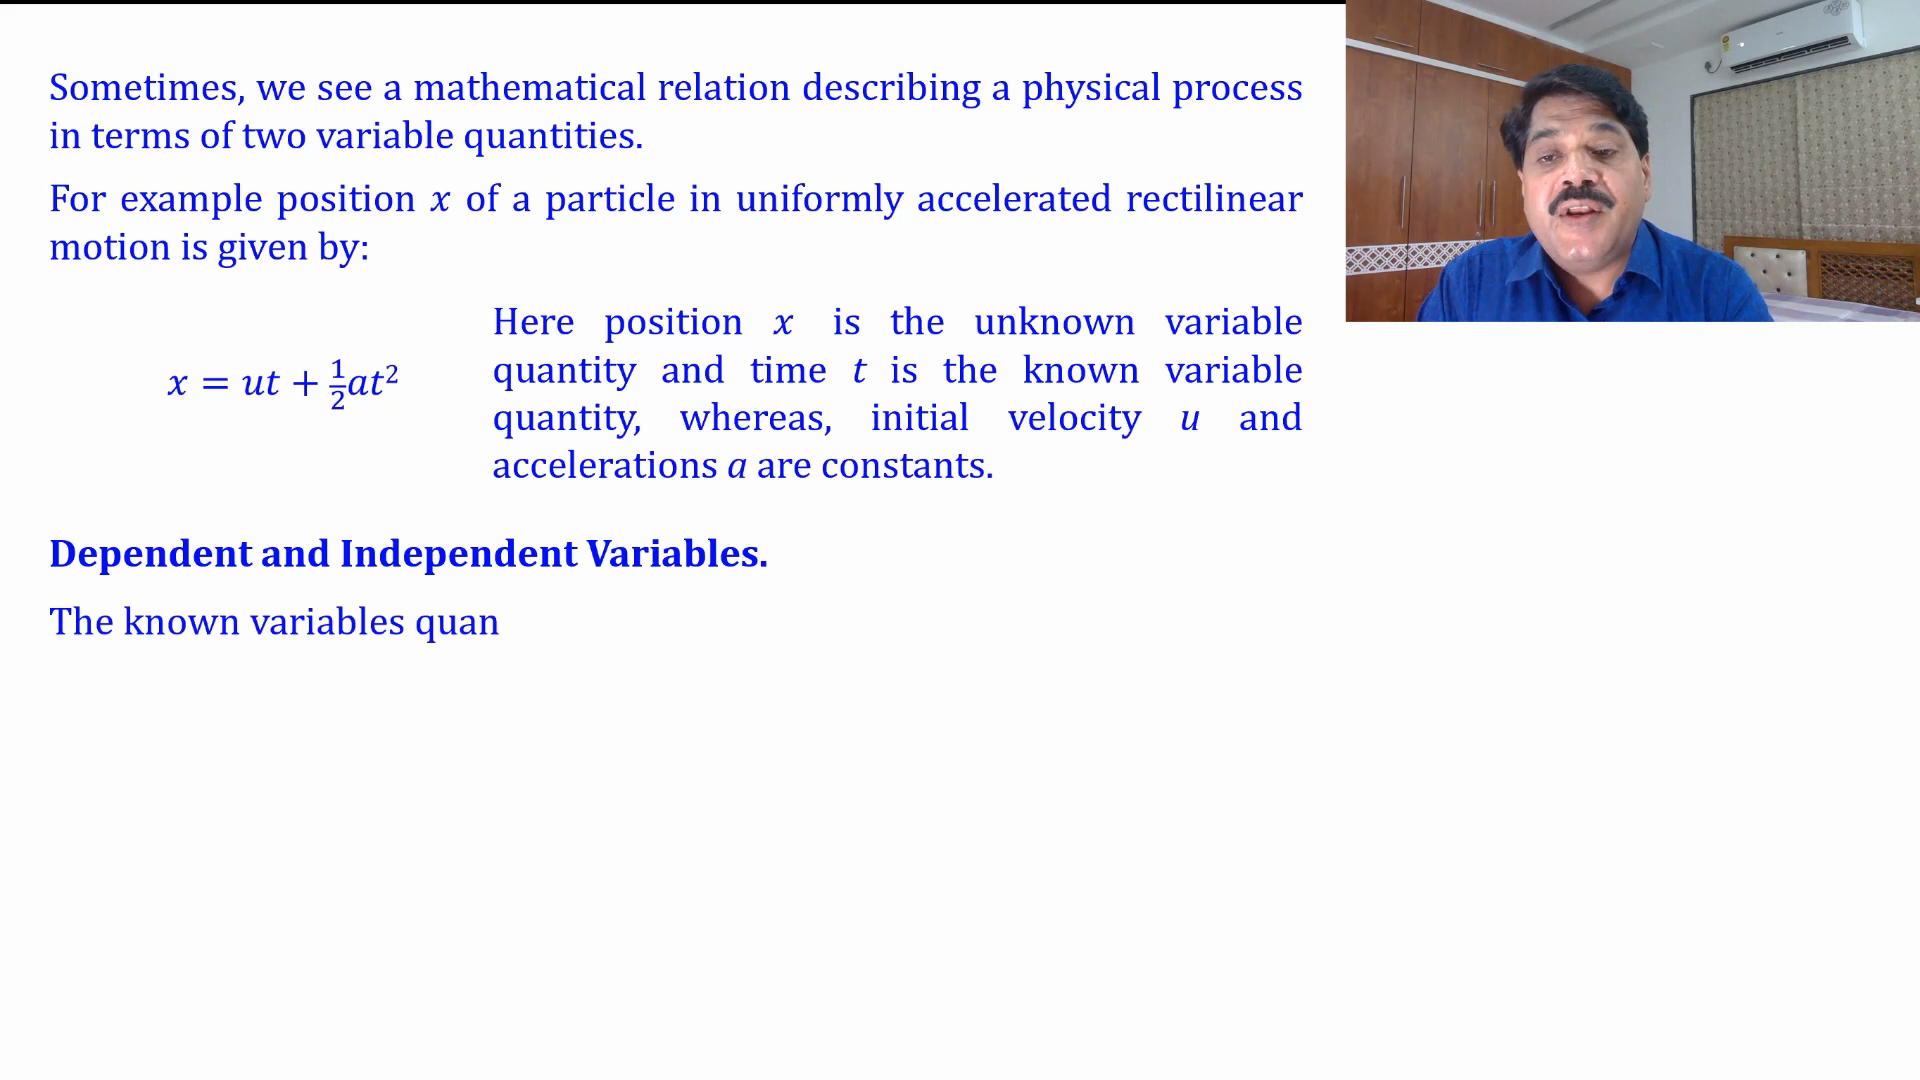 Sometimes, we see a mathematical relation describing a physical process
in terms of two variable quantities.
For example position x of a particle in uniformly accelerated rectilinear
motion is given by:
x = ut + ½at²
Here position x is the unknown variable
quantity and time t is the known variable
quantity, whereas, initial velocity u and
accelerations a are constants.
Dependent and Independent Variables.
The known variables quan